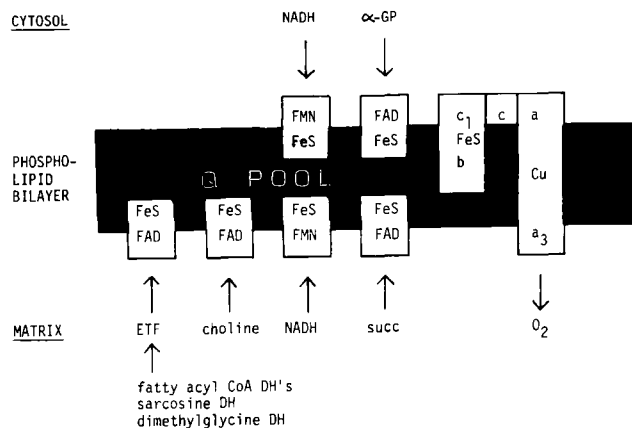 CYTOSOL
NADH
α-GP
FMN
FeS
FAD
FeS
c1
FeS
b
c
a
Cu
a3
PHOSPHO-
LIPID
BILAYER
Q POOL
FeS
FAD
FeS
FAD
FeS
FMN
FeS
FAD
MATRIX
ETF
choline
NADH
succ
O2
fatty acyl CoA DH's
sarcosine DH
dimethylglycine DH